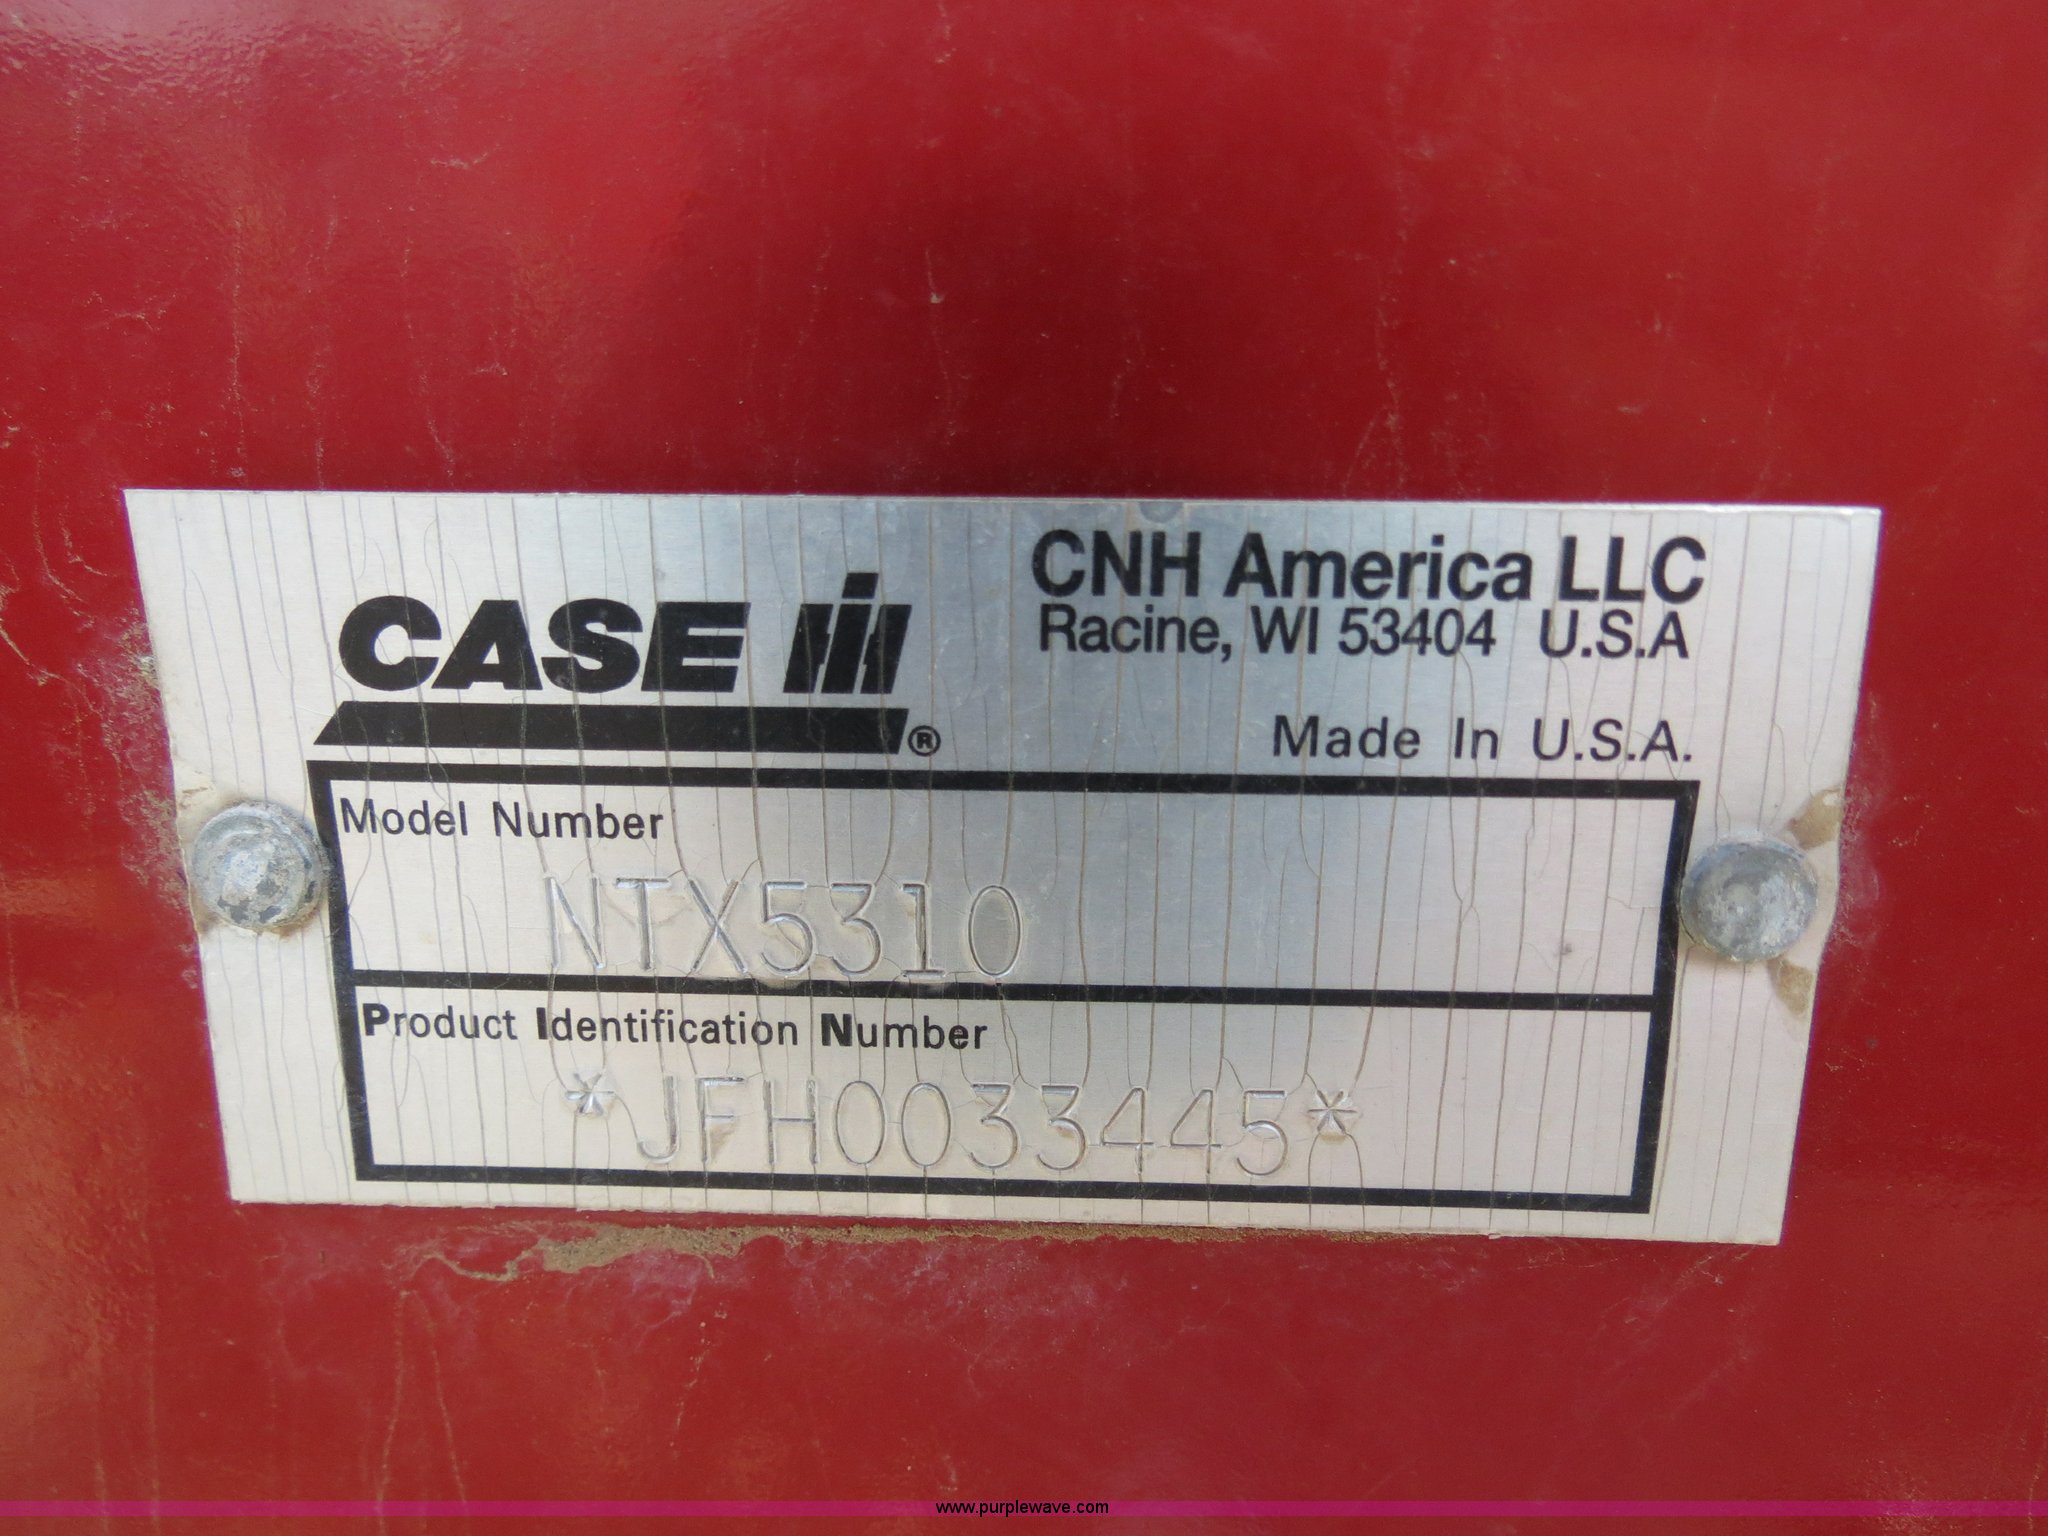 CASE IH®
CNH America LLC
Racine, WI 53404 U.S.A
Made In U.S.A.
Model Number
NTX5310
Product Identification Number
*JFH0033445*
www.purplewave.com